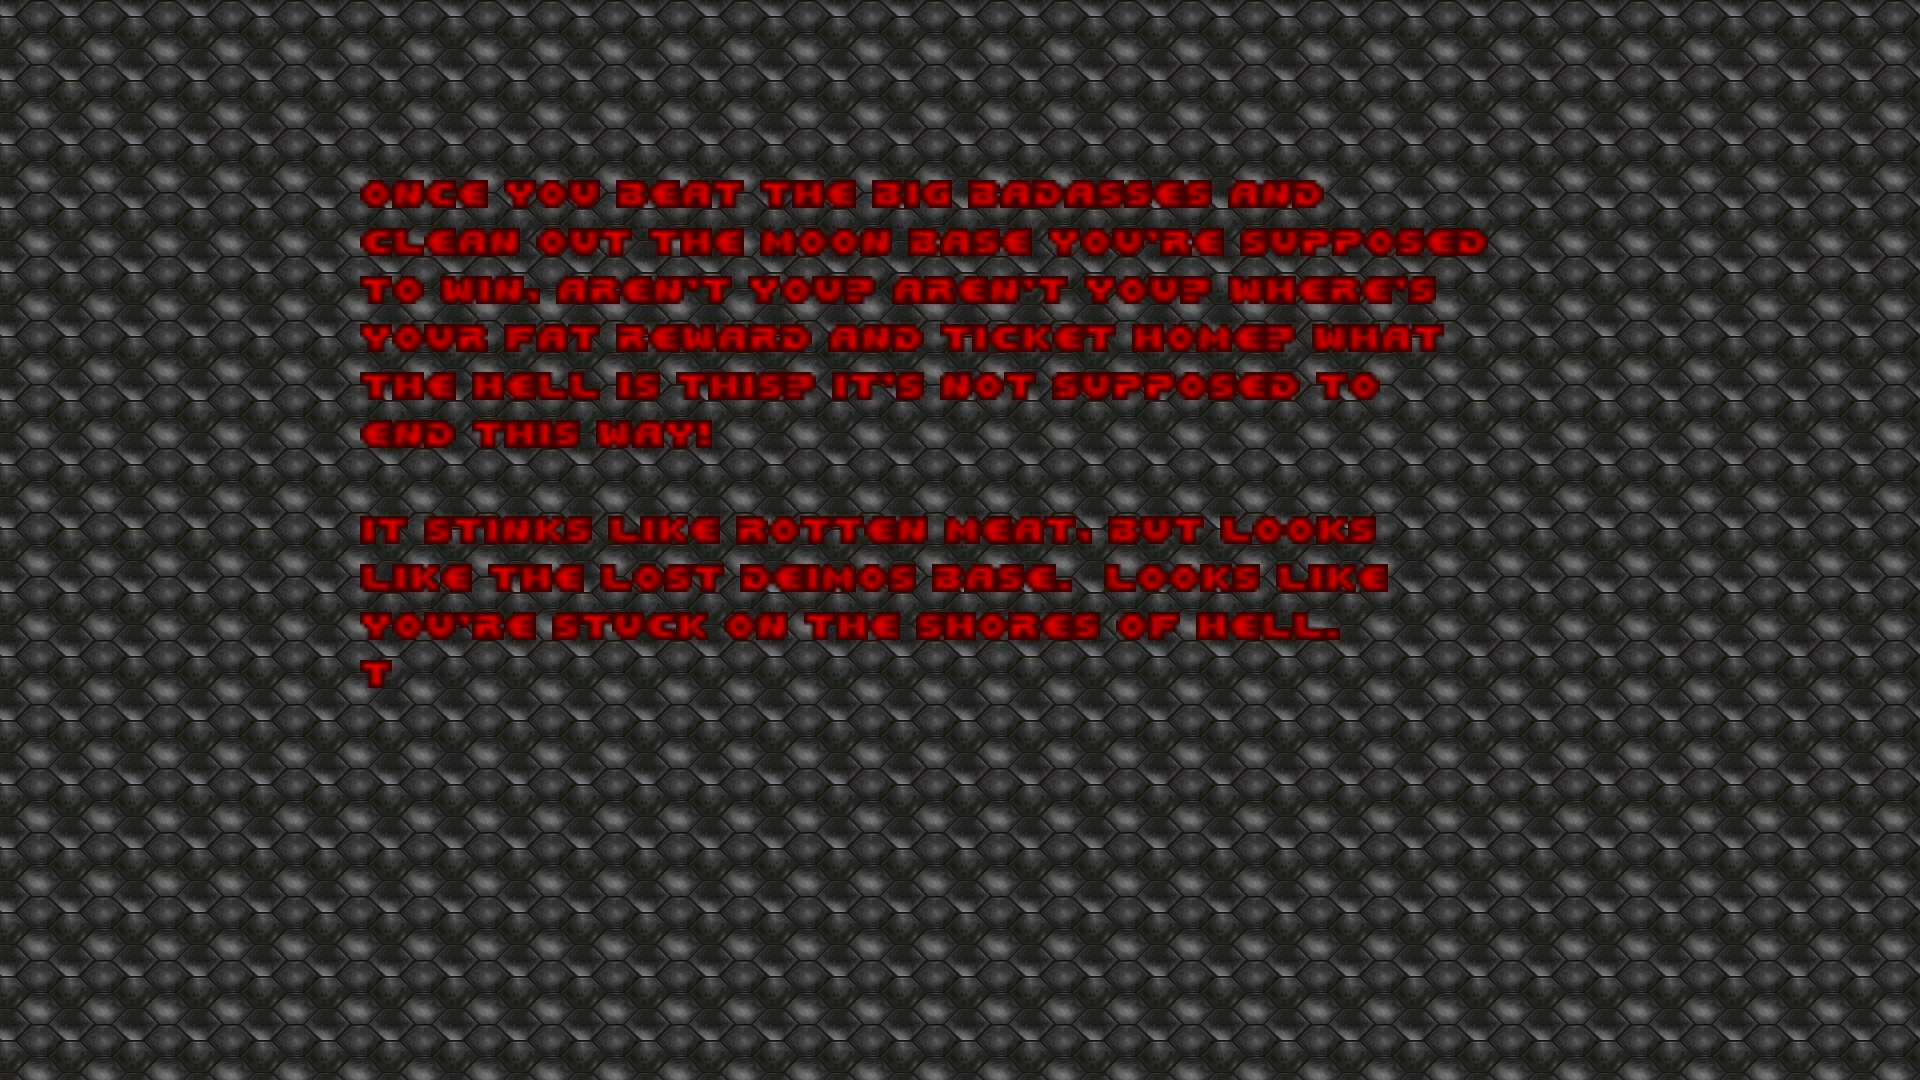 ONCE YOU BEAT THE BIG BADASSES AND
CLEAN OUT THE MOON BASE YOU'RE SUPPOSED
TO WIN, AREN'T YOU? AREN'T YOU? WHERE'S
YOUR FAT REWARD AND TICKET HOME? WHAT
THE HELL IS THIS? IT'S NOT SUPPOSED TO
END THIS WAY!
IT STINKS LIKE ROTTEN MEAT, BUT LOOKS
LIKE THE LOST DEIMOS BASE.  LOOKS LIKE
YOU'RE STUCK ON THE SHORES OF HELL.
T